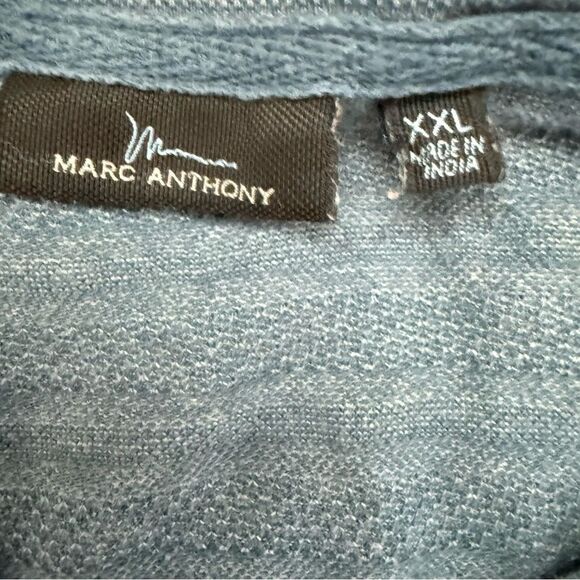 MARC ANTHONY
XXL
MADE IN
INDIA